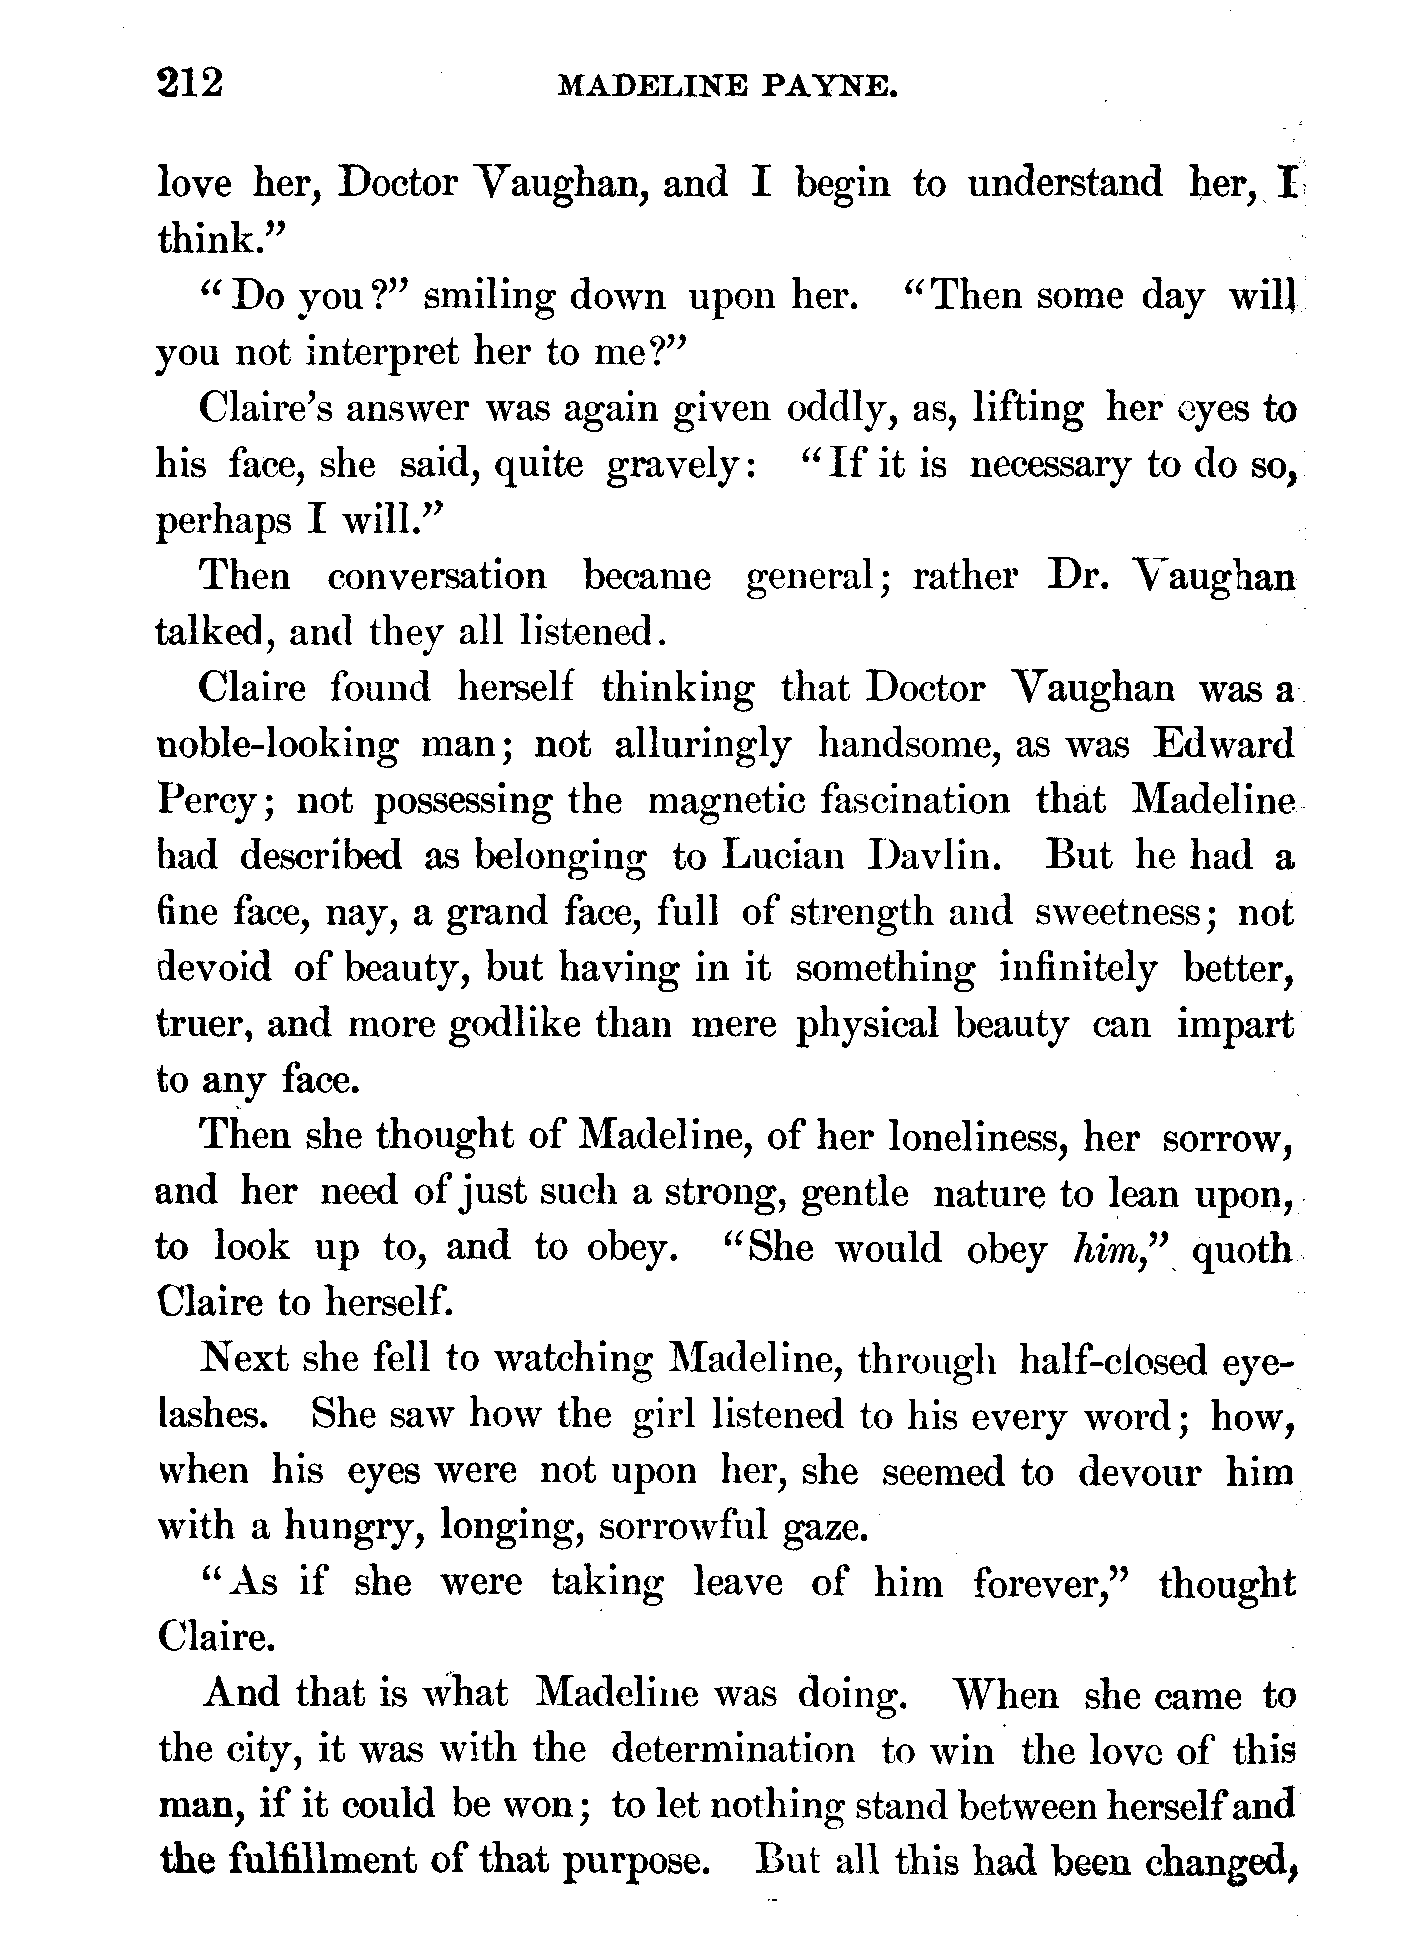 212 MADELINE PAYNE.
love her, Doctor Vaughan, and I begin to understand her, I
think."
"Do you?" smiling down upon her. "Then some day will
you not interpret her to me?"
Claire's answer was again given oddly, as, lifting her eyes to
his face, she said, quite gravely: "If it is necessary to do so,
perhaps I will."
Then conversation became general; rather Dr. Vaughan
talked, and they all listened.
Claire found herself thinking that Doctor Vaughan was a
noble-looking man; not alluringly handsome, as was Edward
Percy; not possessing the magnetic fascination that Madeline
had described as belonging to Lucian Davlin. But he had a
fine face, nay, a grand face, full of strength and sweetness; not
devoid of beauty, but having in it something infinitely better,
truer, and more godlike than mere physical beauty can impart
to any face.
Then she thought of Madeline, of her loneliness, her sorrow,
and her need of just such a strong, gentle nature to lean upon,
to look up to, and to obey. "She would obey him," quoth
Claire to herself.
Next she fell to watching Madeline, through half-closed eye-
lashes. She saw how the girl listened to his every word; how,
when his eyes were not upon her, she seemed to devour him
with a hungry, longing, sorrowful gaze.
"As if she were taking leave of him forever," thought
Claire.
And that is what Madeline was doing. When she came to
the city, it was with the determination to win the love of this
man, if it could be won; to let nothing stand between herself and
the fulfillment of that purpose. But all this had been changed,